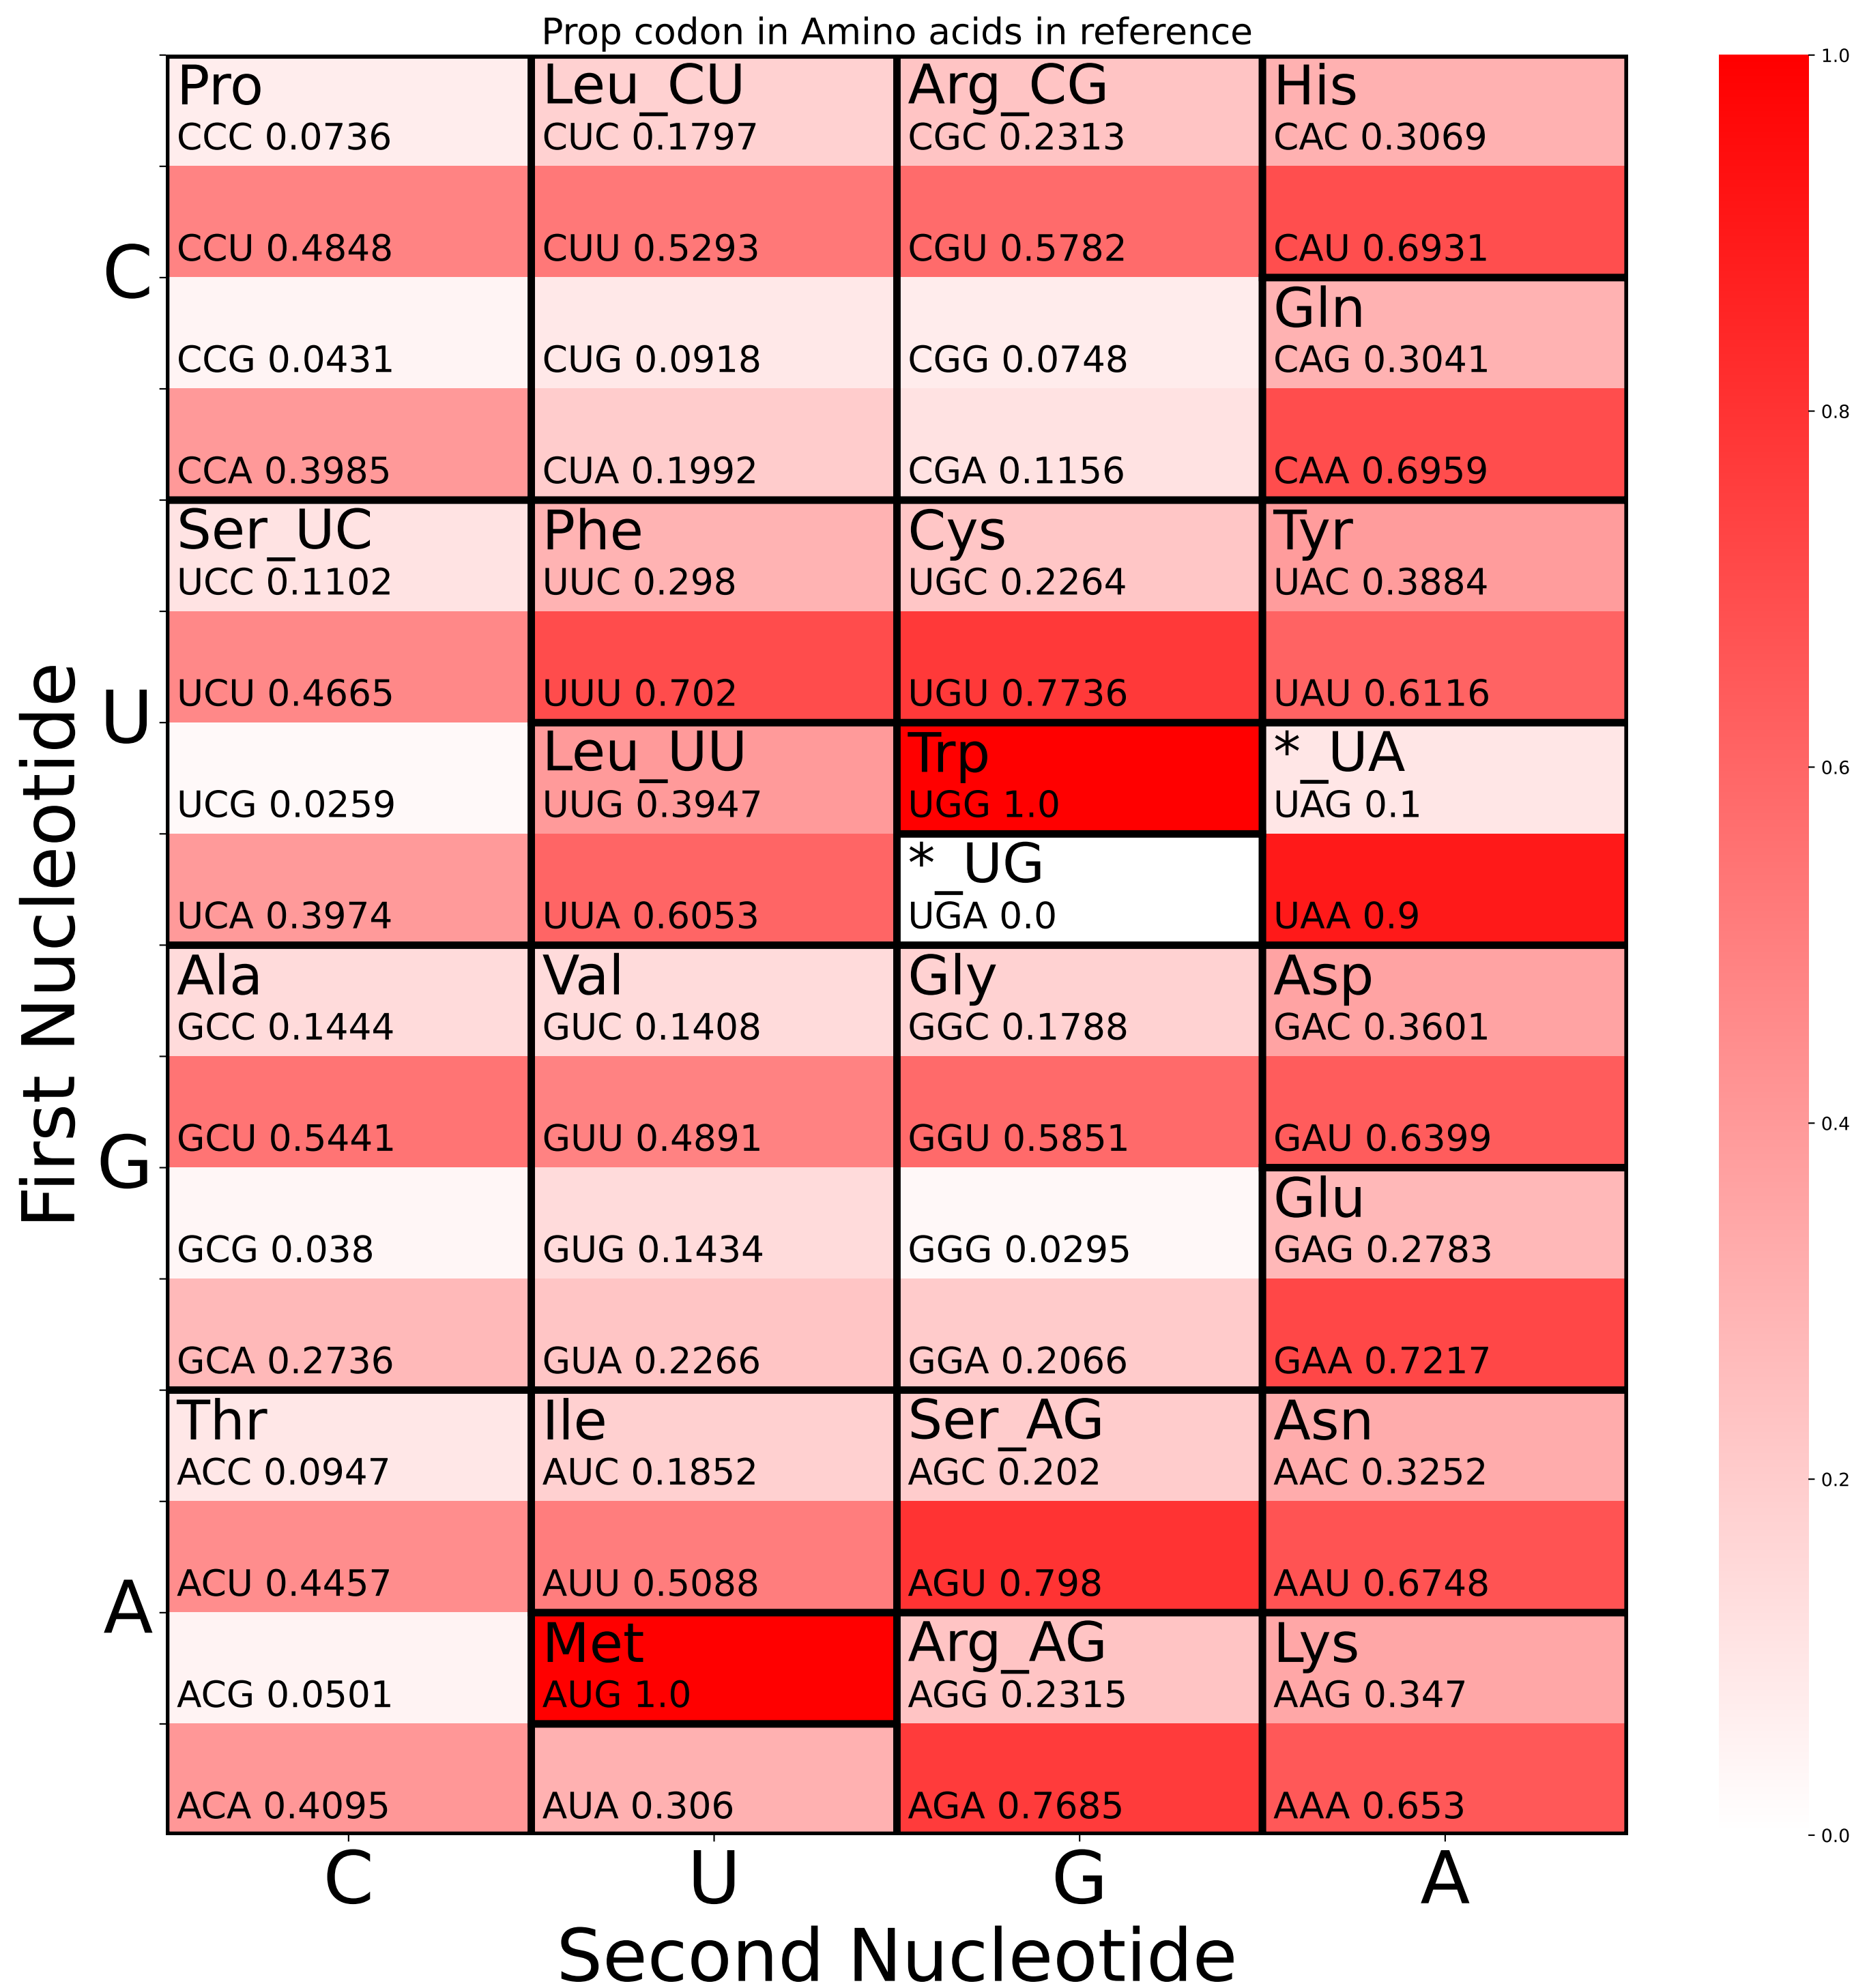 Prop codon in Amino acids in reference
Pro Leu_CU Arg_CG His
CCC 0.0736 CUC 0.1797 CGC 0.2313 CAC 0.3069
CCU 0.4848 CUU 0.5293 CGU 0.5782 CAU 0.6931
C
Gln
CCG 0.0431 CUG 0.0918 CGG 0.0748 CAG 0.3041
CCA 0.3985 CUA 0.1992 CGA 0.1156 CAA 0.6959
Ser_UC Phe Cys Tyr
UCC 0.1102 UUC 0.298 UGC 0.2264 UAC 0.3884
UCU 0.4665 UUU 0.702 UGU 0.7736 UAU 0.6116
U
Leu_UU Trp *_UA
UCG 0.0259 UUG 0.3947 UGG 1.0 UAG 0.1
*_UG
UCA 0.3974 UUA 0.6053 UGA 0.0 UAA 0.9
Ala Val Gly Asp
GCC 0.1444 GUC 0.1408 GGC 0.1788 GAC 0.3601
GCU 0.5441 GUU 0.4891 GGU 0.5851 GAU 0.6399
G
Glu
GCG 0.038 GUG 0.1434 GGG 0.0295 GAG 0.2783
GCA 0.2736 GUA 0.2266 GGA 0.2066 GAA 0.7217
Thr Ile Ser_AG Asn
ACC 0.0947 AUC 0.1852 AGC 0.202 AAC 0.3252
ACU 0.4457 AUU 0.5088 AGU 0.798 AAU 0.6748
A
Met Arg_AG Lys
ACG 0.0501 AUG 1.0 AGG 0.2315 AAG 0.347
ACA 0.4095 AUA 0.306 AGA 0.7685 AAA 0.653
C U G A
Second Nucleotide
First Nucleotide
1.0
0.8
0.6
0.4
0.2
0.0